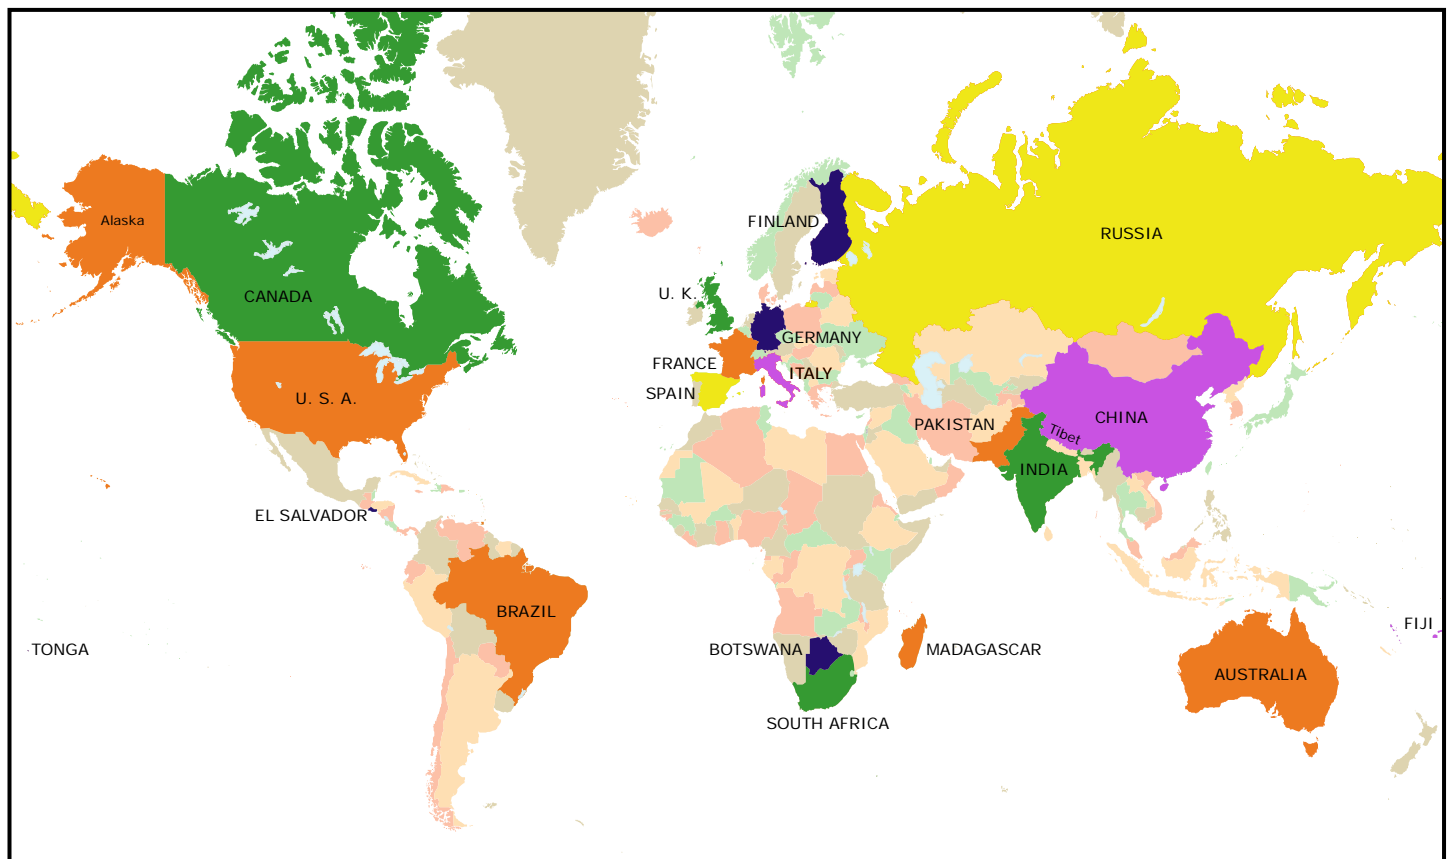 FINLAND
Alaska
RUSSIA
U. K.
CANADA
GERMANY
FRANCE
ITALY
SPAIN
U. S. A.
CHINA
PAKISTAN
Tibet
INDIA
EL SALVADOR
BRAZIL
FIJI
TONGA
BOTSWANA
MADAGASCAR
AUSTRALIA
SOUTH AFRICA